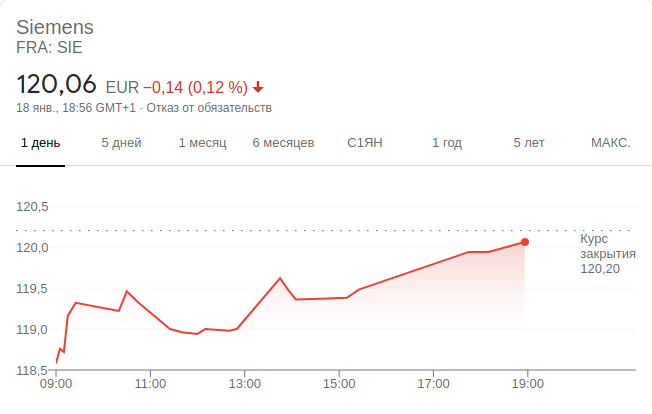 Siemens
FRA: SIE
120,06 EUR −0,14 (0,12 %)
18 янв., 18:56 GMT+1 · Отказ от обязательств
1 день 5 дней 1 месяц 6 месяцев С1ЯН 1 год 5 лет МАКС.
120,5
120,0
119,5
119,0
118,5
Курс
закрытия
120,20
09:00 11:00 13:00 15:00 17:00 19:00